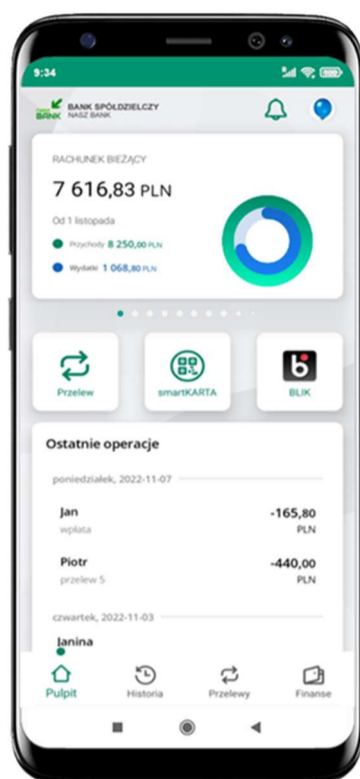 9:34
nasz BANK
BANK SPÓŁDZIELCZY
NASZ BANK
RACHUNEK BIEŻĄCY
7 616,83 PLN
Od 1 listopada
Przychody 8 250,00 PLN
Wydatki 1 068,80 PLN
Przelew
smartKARTA
BLIK
Ostatnie operacje
poniedziałek, 2022-11-07
Jan
-165,80
wpłata
PLN
Piotr
-440,00
przelew 5
PLN
czwartek, 2022-11-03
Janina
Pulpit
Historia
Przelewy
Finanse